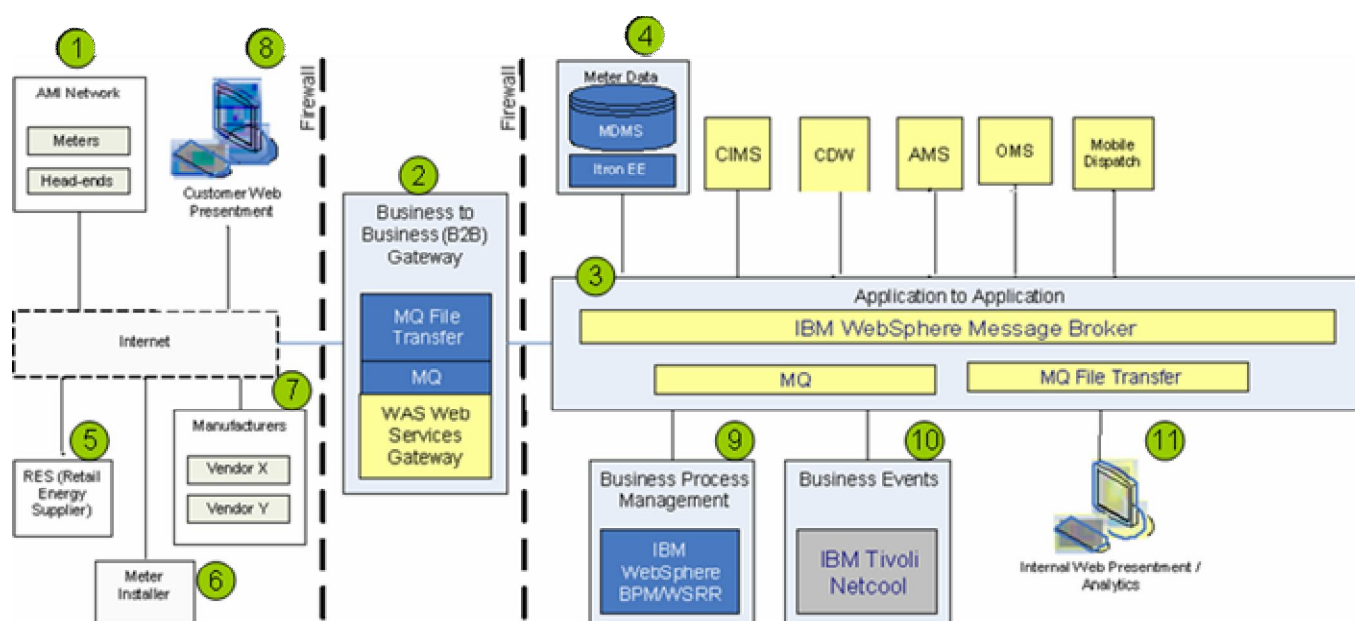 1
8
4
AMI Network
Meters
Head-ends
Customer Web
Presentment
Firewall
Firewall
2
Business to
Business (B2B)
Gateway
MQ File
Transfer
MQ
WAS Web
Services
Gateway
Meter Data
MDMS
Itron EE
CIMS
CDW
AMS
OMS
Mobile
Dispatch
3
Application to Application
IBM WebSphere Message Broker
MQ
MQ File Transfer
Internet
5
RES (Retail
Energy
Supplier)
6
Meter
Installer
7
Manufacturers
Vendor X
Vendor Y
9
Business Process
Management
IBM
WebSphere
BPM/WSRR
10
Business Events
IBM Tivoli
Netcool
11
Internal Web Presentment /
Analytics